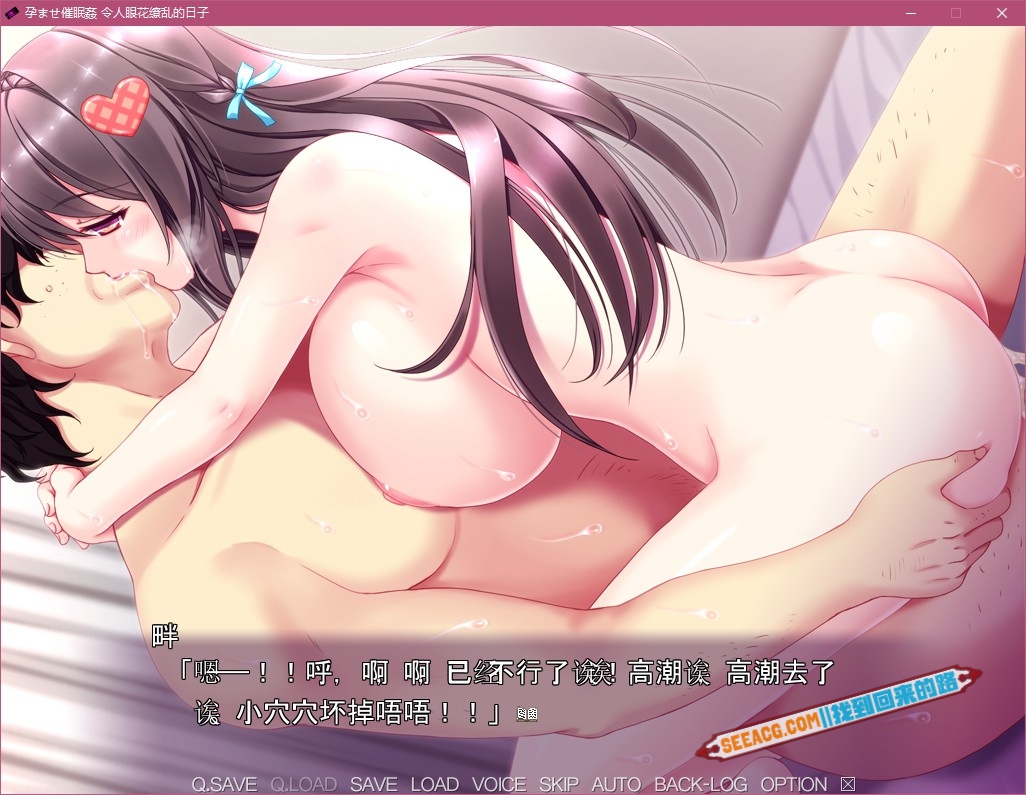 孕ませ催眠姦 令人眼花缭乱的日子
畔
「嗯—！！呼, 啊 啊 已经不行了诶！高潮诶 高潮去了
诶 小穴穴坏掉唔唔！！」
SEEACG.COM||找到回来的路
Q.SAVE Q.LOAD SAVE LOAD VOICE SKIP AUTO BACK-LOG OPTION